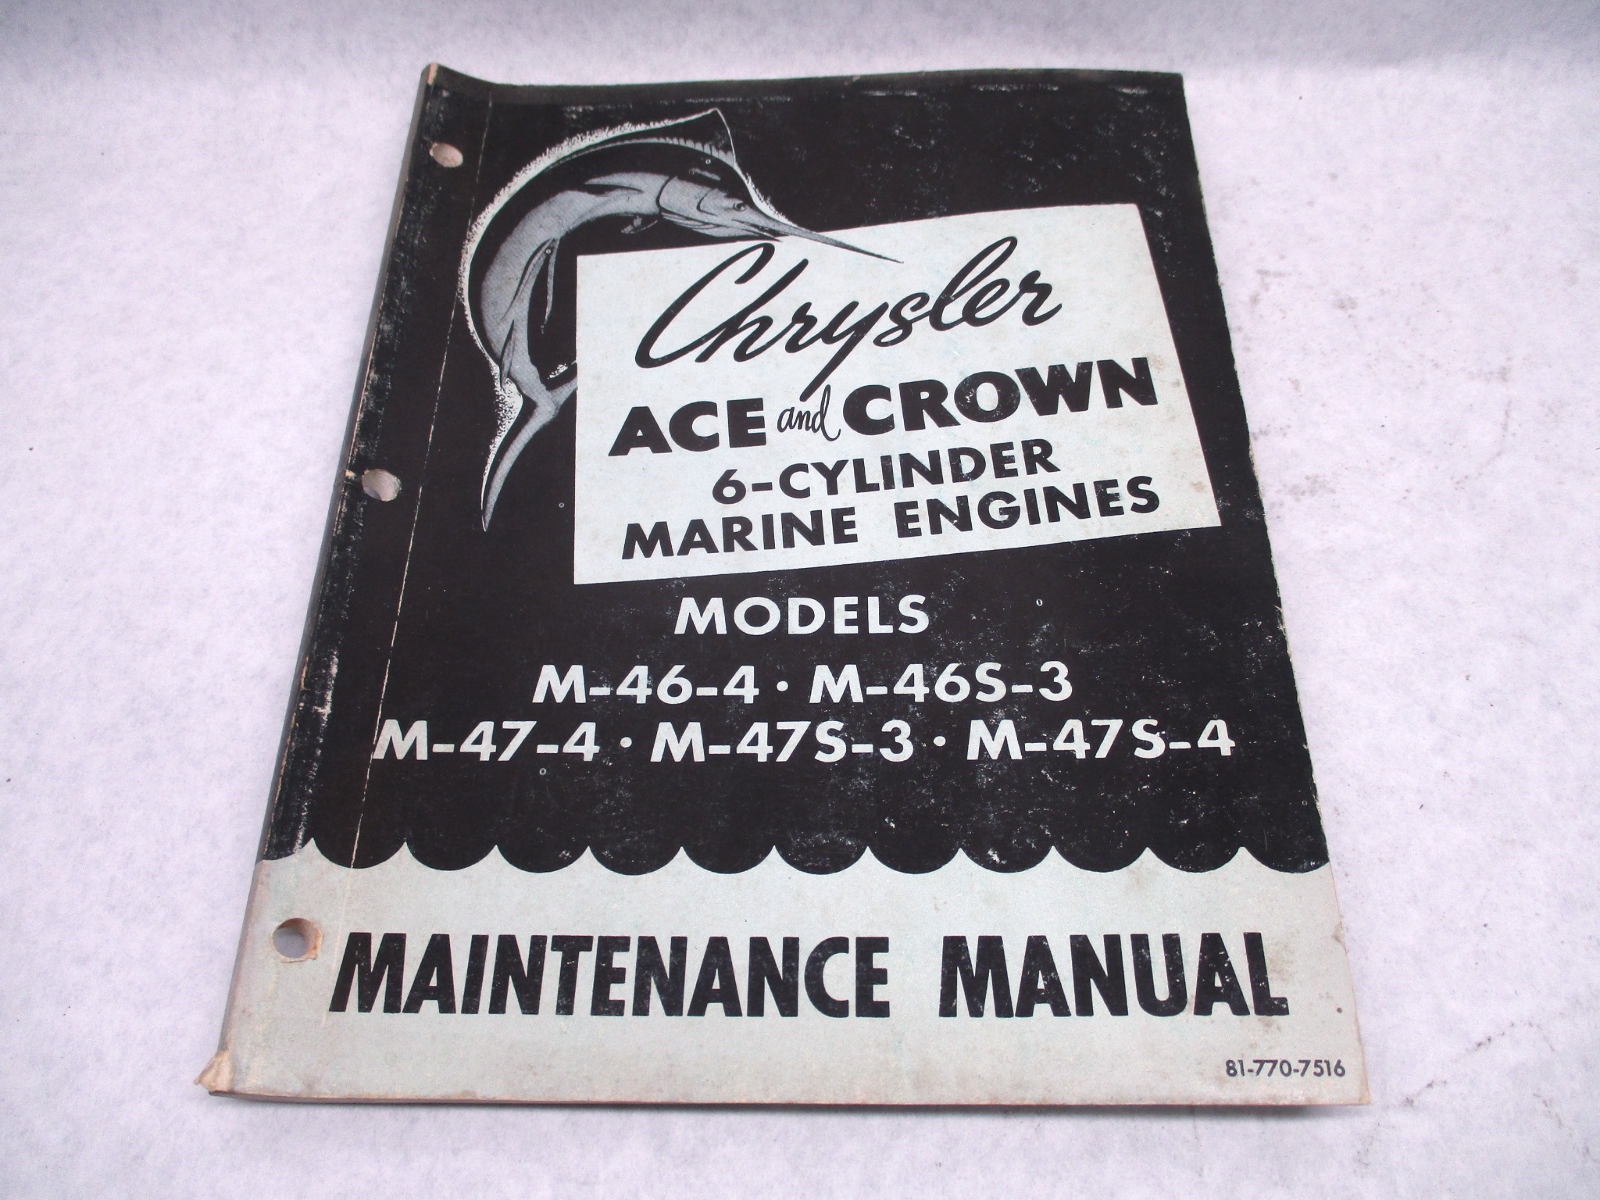 Chrysler
ACE and CROWN
6-CYLINDER
MARINE ENGINES
MODELS
M-46-4 · M-46S-3
M-47-4 · M-47S-3 · M-47S-4
MAINTENANCE MANUAL
81-770-7516